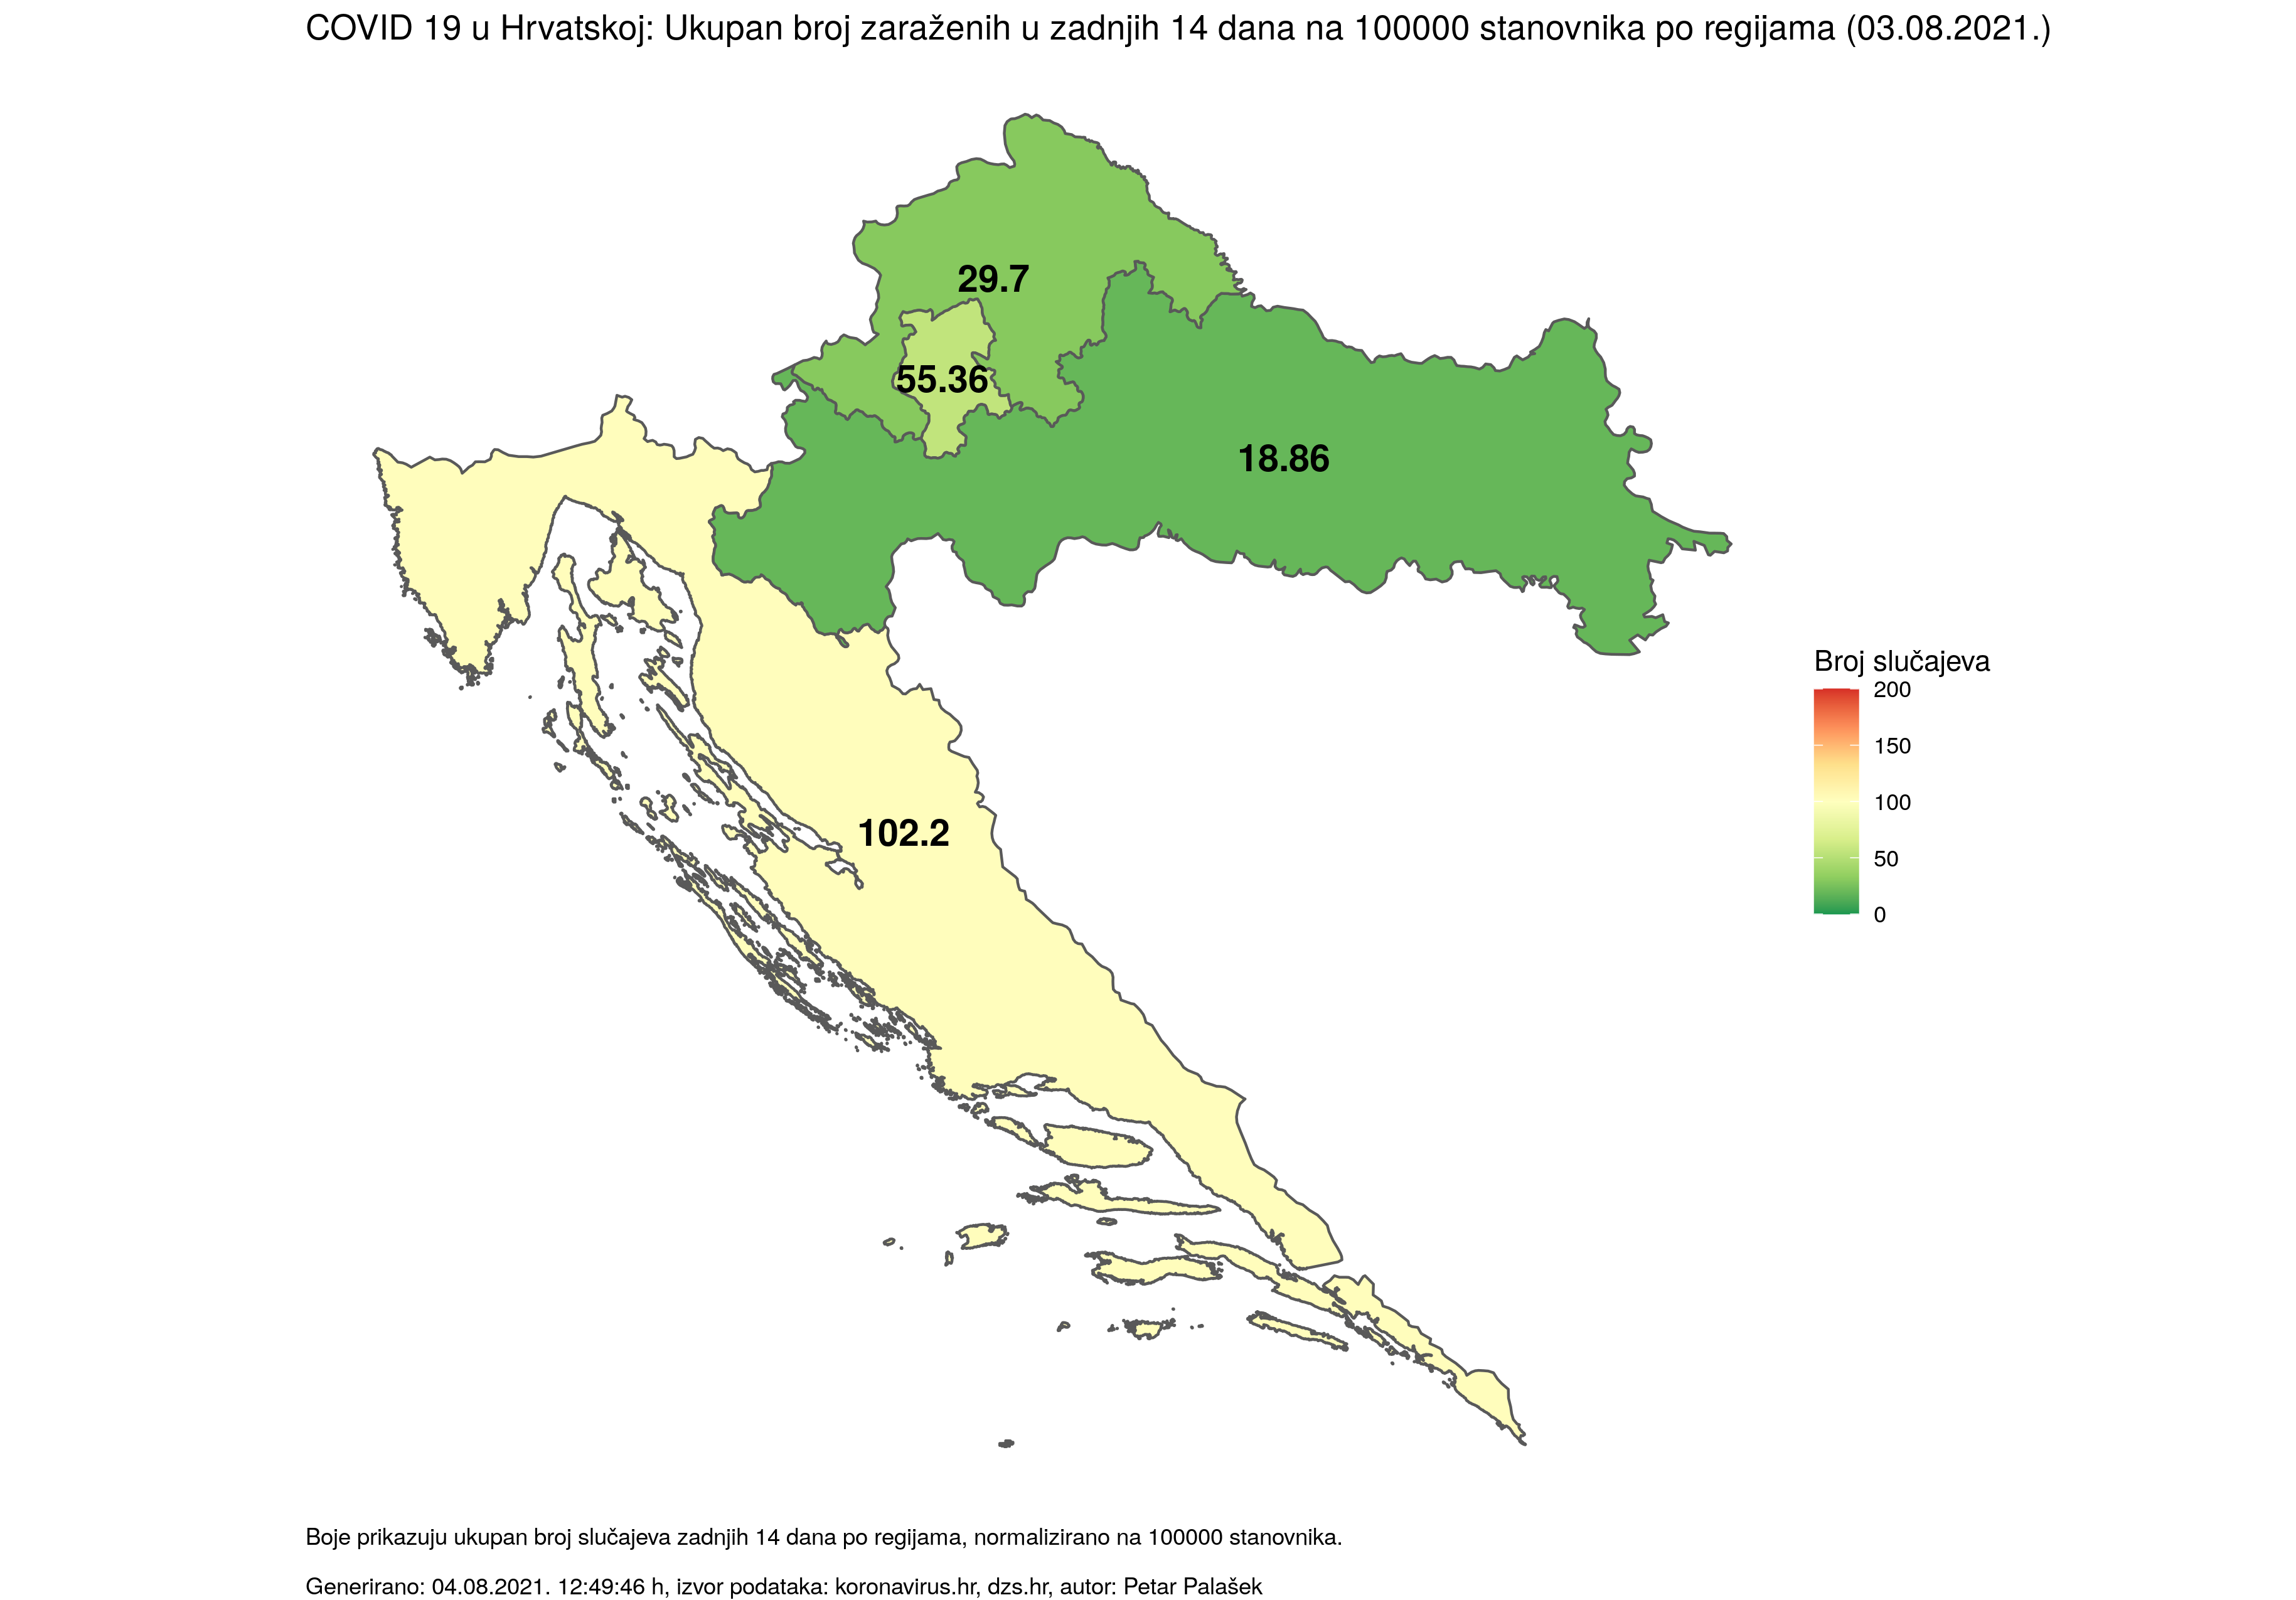 COVID 19 u Hrvatskoj: Ukupan broj zaraženih u zadnjih 14 dana na 100000 stanovnika po regijama (03.08.2021.)
29.7
55.36
18.86
102.2
Broj slučajeva
200
150
100
50
0
Boje prikazuju ukupan broj slučajeva zadnjih 14 dana po regijama, normalizirano na 100000 stanovnika.
Generirano: 04.08.2021. 12:49:46 h, izvor podataka: koronavirus.hr, dzs.hr, autor: Petar Palašek